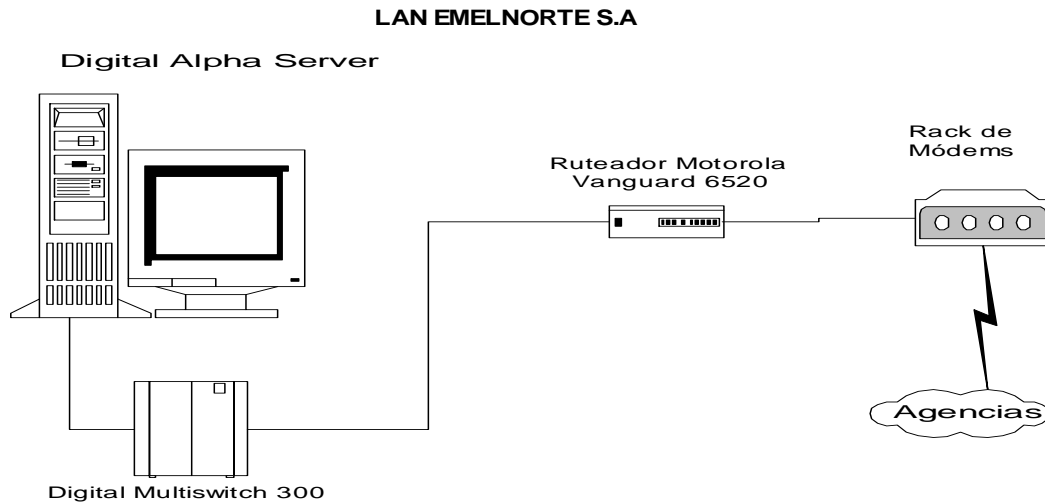 LAN EMELNORTE S.A
Digital Alpha Server
Rack de
Módems
Ruteador Motorola
Vanguard 6520
Agencias
Digital Multiswitch 300